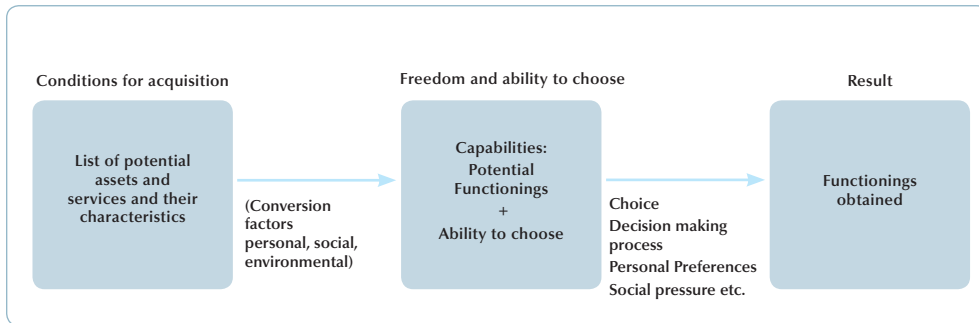 Conditions for acquisition
List of potential
assets and
services and their
characteristics
(Conversion
factors
personal, social,
environmental)
Freedom and ability to choose
Capabilities:
Potential
Functionings
+
Ability to choose
Choice
Decision making
process
Personal Preferences
Social pressure etc.
Result
Functionings
obtained